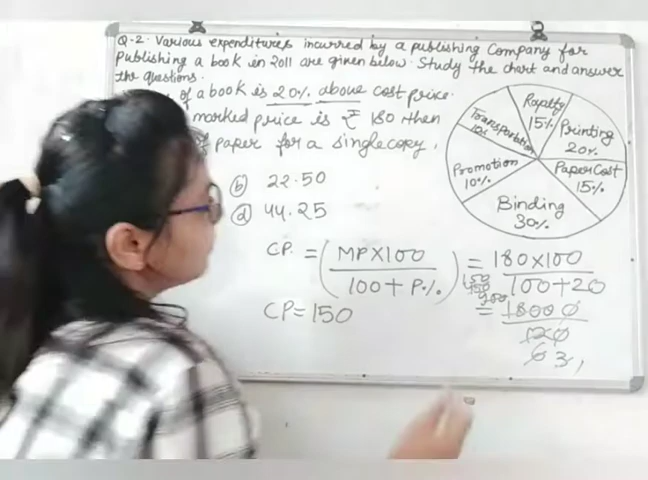 Q-2. Various expenditures incurred by a publishing Company for
Publishing a book in 2011 are given below. Study the chart and answer
the questions.
of a book is 20% above cost price.
marked price is ₹ 180 then
paper for a single copy.
(b) 22.50
(d) 44.25
Royalty
15%
Printing
20%
Paper Cost
15%
Binding
30%
Promotion
10%
Transportation
10%
CP = (MP×100 / 100+P%) = 180×100 / 100+20
= 18000 / 120
CP = 150